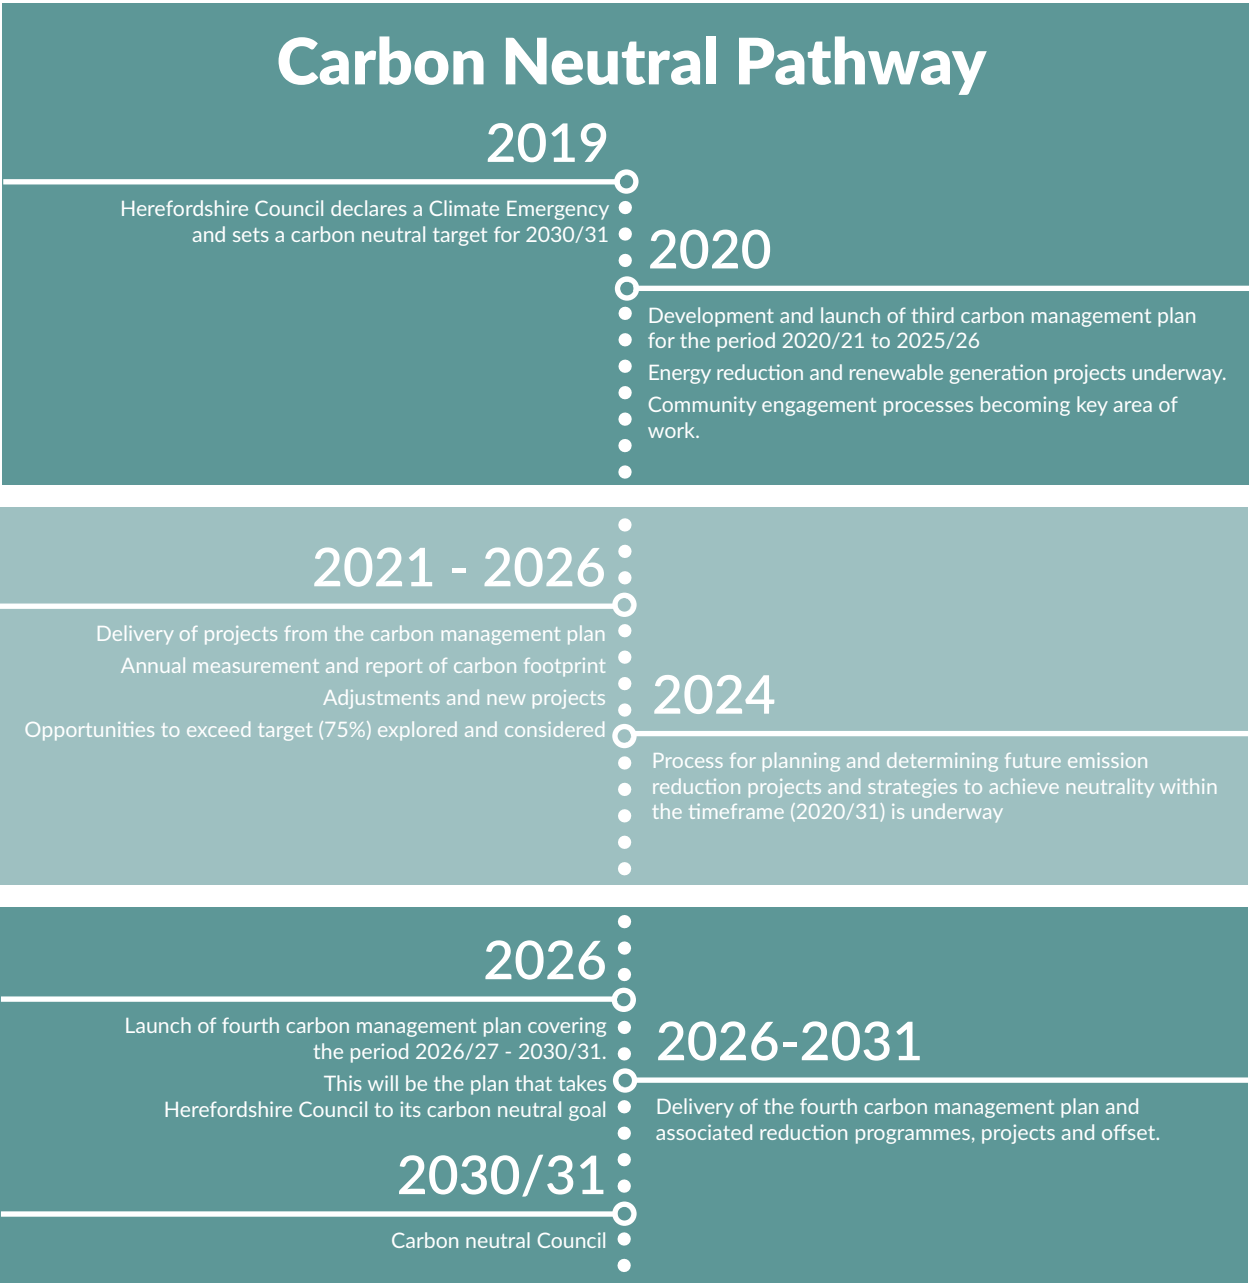 Carbon Neutral Pathway
2019
Herefordshire Council declares a Climate Emergency
and sets a carbon neutral target for 2030/31
2020
Development and launch of third carbon management plan
for the period 2020/21 to 2025/26
Energy reduction and renewable generation projects underway.
Community engagement processes becoming key area of
work.
2021 - 2026
Delivery of projects from the carbon management plan
Annual measurement and report of carbon footprint
Adjustments and new projects
Opportunities to exceed target (75%) explored and considered
2024
Process for planning and determining future emission
reduction projects and strategies to achieve neutrality within
the timeframe (2020/31) is underway
2026
Launch of fourth carbon management plan covering
the period 2026/27 - 2030/31.
This will be the plan that takes
Herefordshire Council to its carbon neutral goal
2026-2031
Delivery of the fourth carbon management plan and
associated reduction programmes, projects and offset.
2030/31
Carbon neutral Council